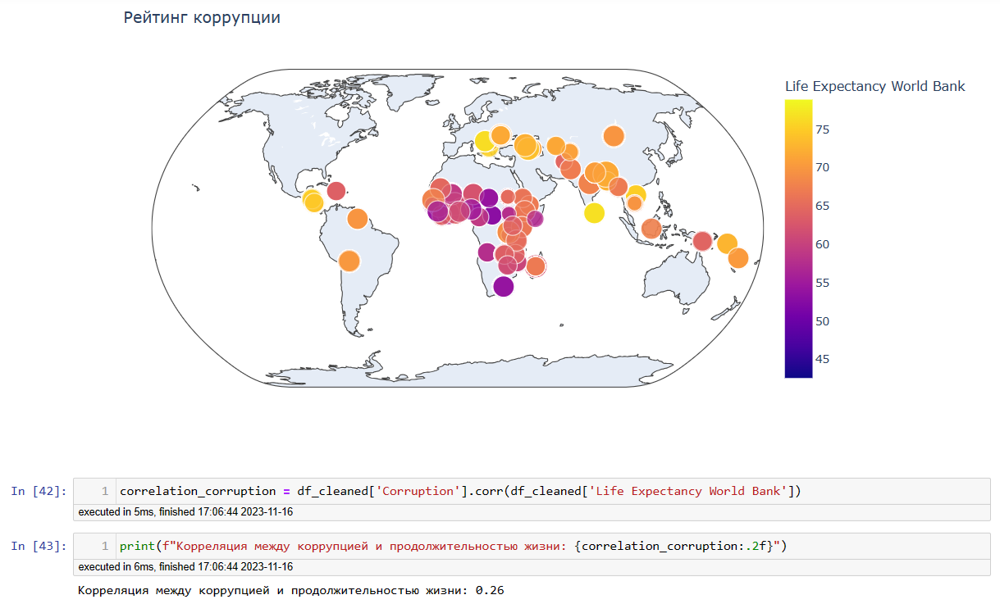 Рейтинг коррупции
Life Expectancy World Bank
75
70
65
60
55
50
45
In [42]:
1 correlation_corruption = df_cleaned['Corruption'].corr(df_cleaned['Life Expectancy World Bank'])
executed in 5ms, finished 17:06:44 2023-11-16
In [43]:
1 print(f"Корреляция между коррупцией и продолжительностью жизни: {correlation_corruption:.2f}")
executed in 6ms, finished 17:06:44 2023-11-16
Корреляция между коррупцией и продолжительностью жизни: 0.26